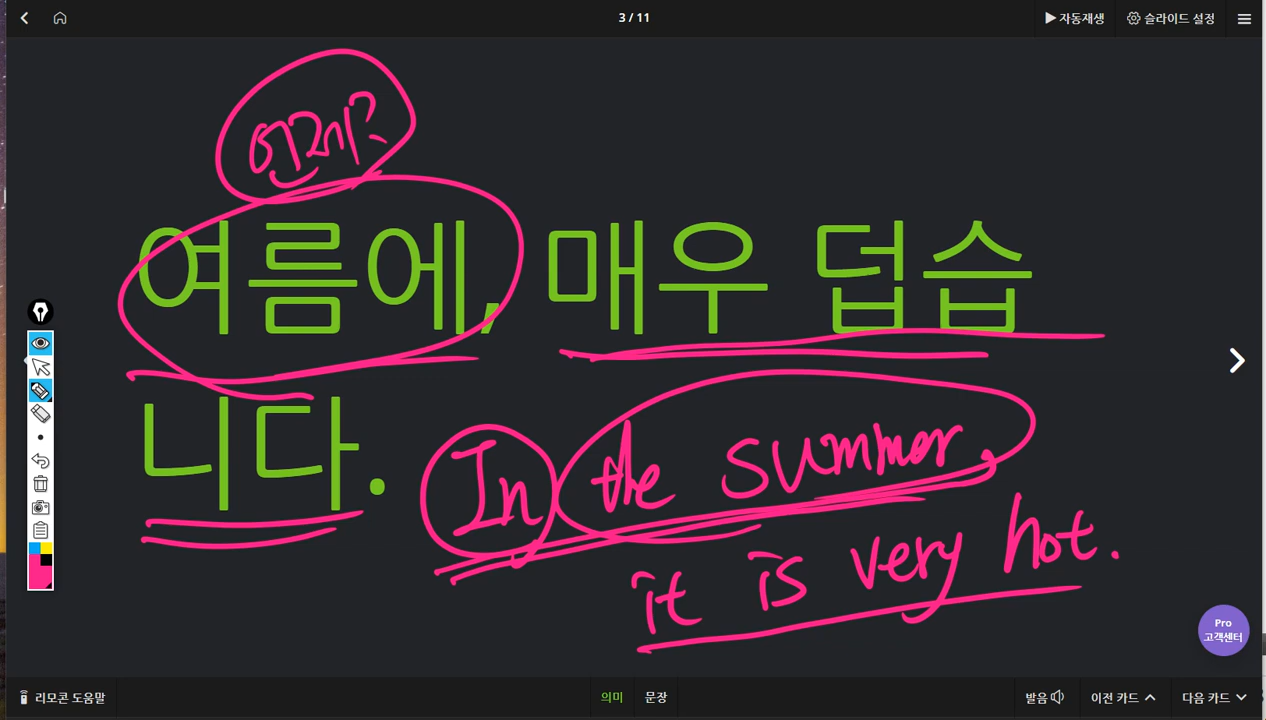 3 / 11
자동재생
슬라이드 설정
언제?
여름에, 매우 덥습
니다.
In the summer,
it is very hot.
Pro
고객센터
리모콘 도움말
의미
문장
발음
이전 카드
다음 카드